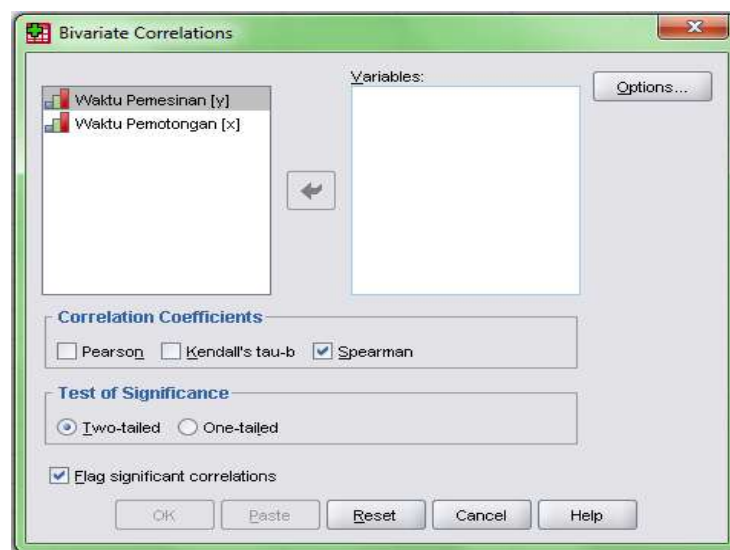 Bivariate Correlations
Variables:
Options...
Waktu Pemesinan [y]
Waktu Pemotongan [x]
Correlation Coefficients
Pearson Kendall's tau-b Spearman
Test of Significance
Two-tailed One-tailed
Flag significant correlations
OK Paste Reset Cancel Help